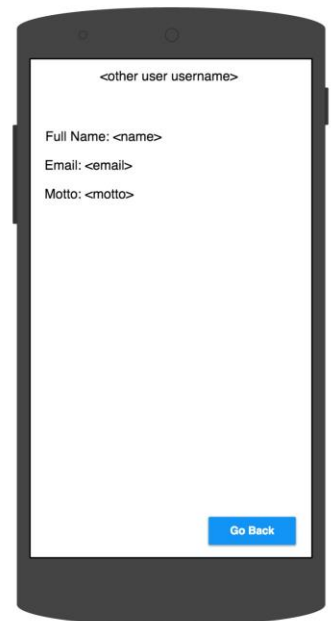 <other user username>
Full Name: <name>
Email: <email>
Motto: <motto>
Go Back